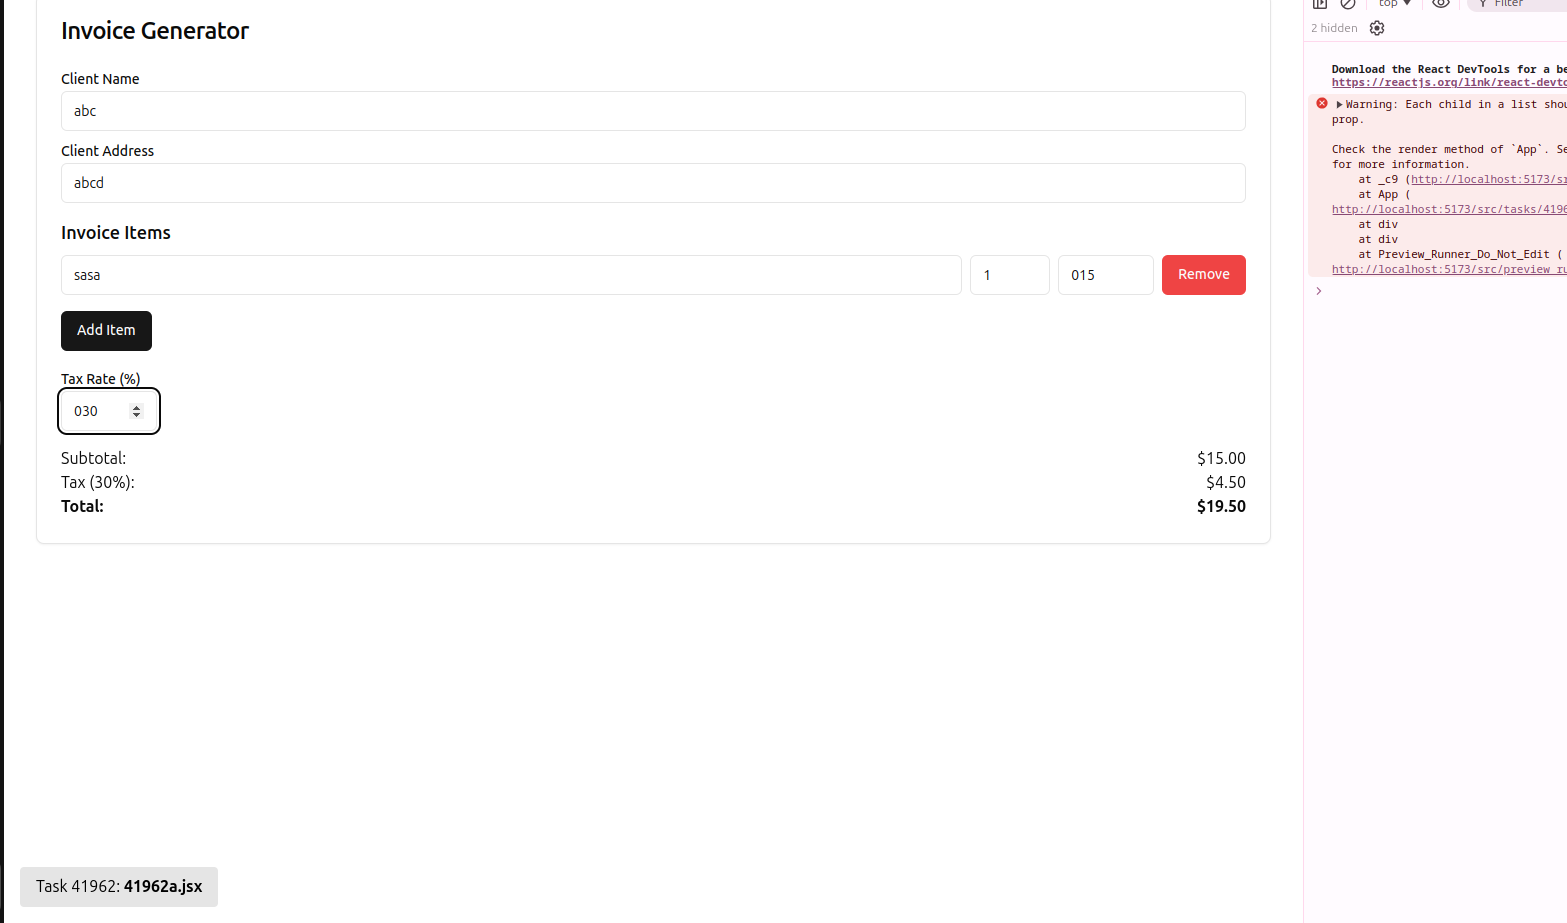 Invoice Generator
Client Name
abc
Client Address
abcd
Invoice Items
sasa 1 015 Remove
Add Item
Tax Rate (%)
030
Subtotal: $15.00
Tax (30%): $4.50
Total: $19.50
Task 41962: 41962a.jsx
top Filter
2 hidden
Download the React DevTools for a
https://reactjs.org/link/react-devto
Warning: Each child in a list shou
prop.
Check the render method of `App`. Se
for more information.
at _c9 (http://localhost:5173/sr
at App (
http://localhost:5173/src/tasks/4196
at div
at div
at Preview_Runner_Do_Not_Edit (
http://localhost:5173/src/preview_ru